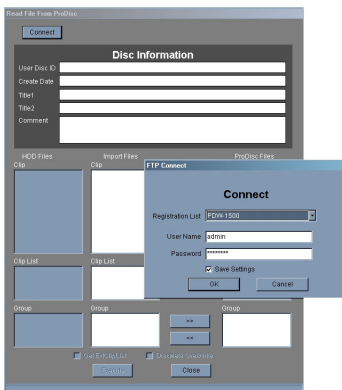 Read File From ProDisc
Connect
Disc Information
User Disc ID
Create Date
Title1
Title2
Comment
HDD Files
Import Files
ProDisc Files
Clip
Clip
FTP Connect
Connect
Registration List PDW-1500
User Name admin
Password ********
Save Settings
OK Cancel
Clip List
Clip List
Group
Group
Group
>>
<<
Execute
Close